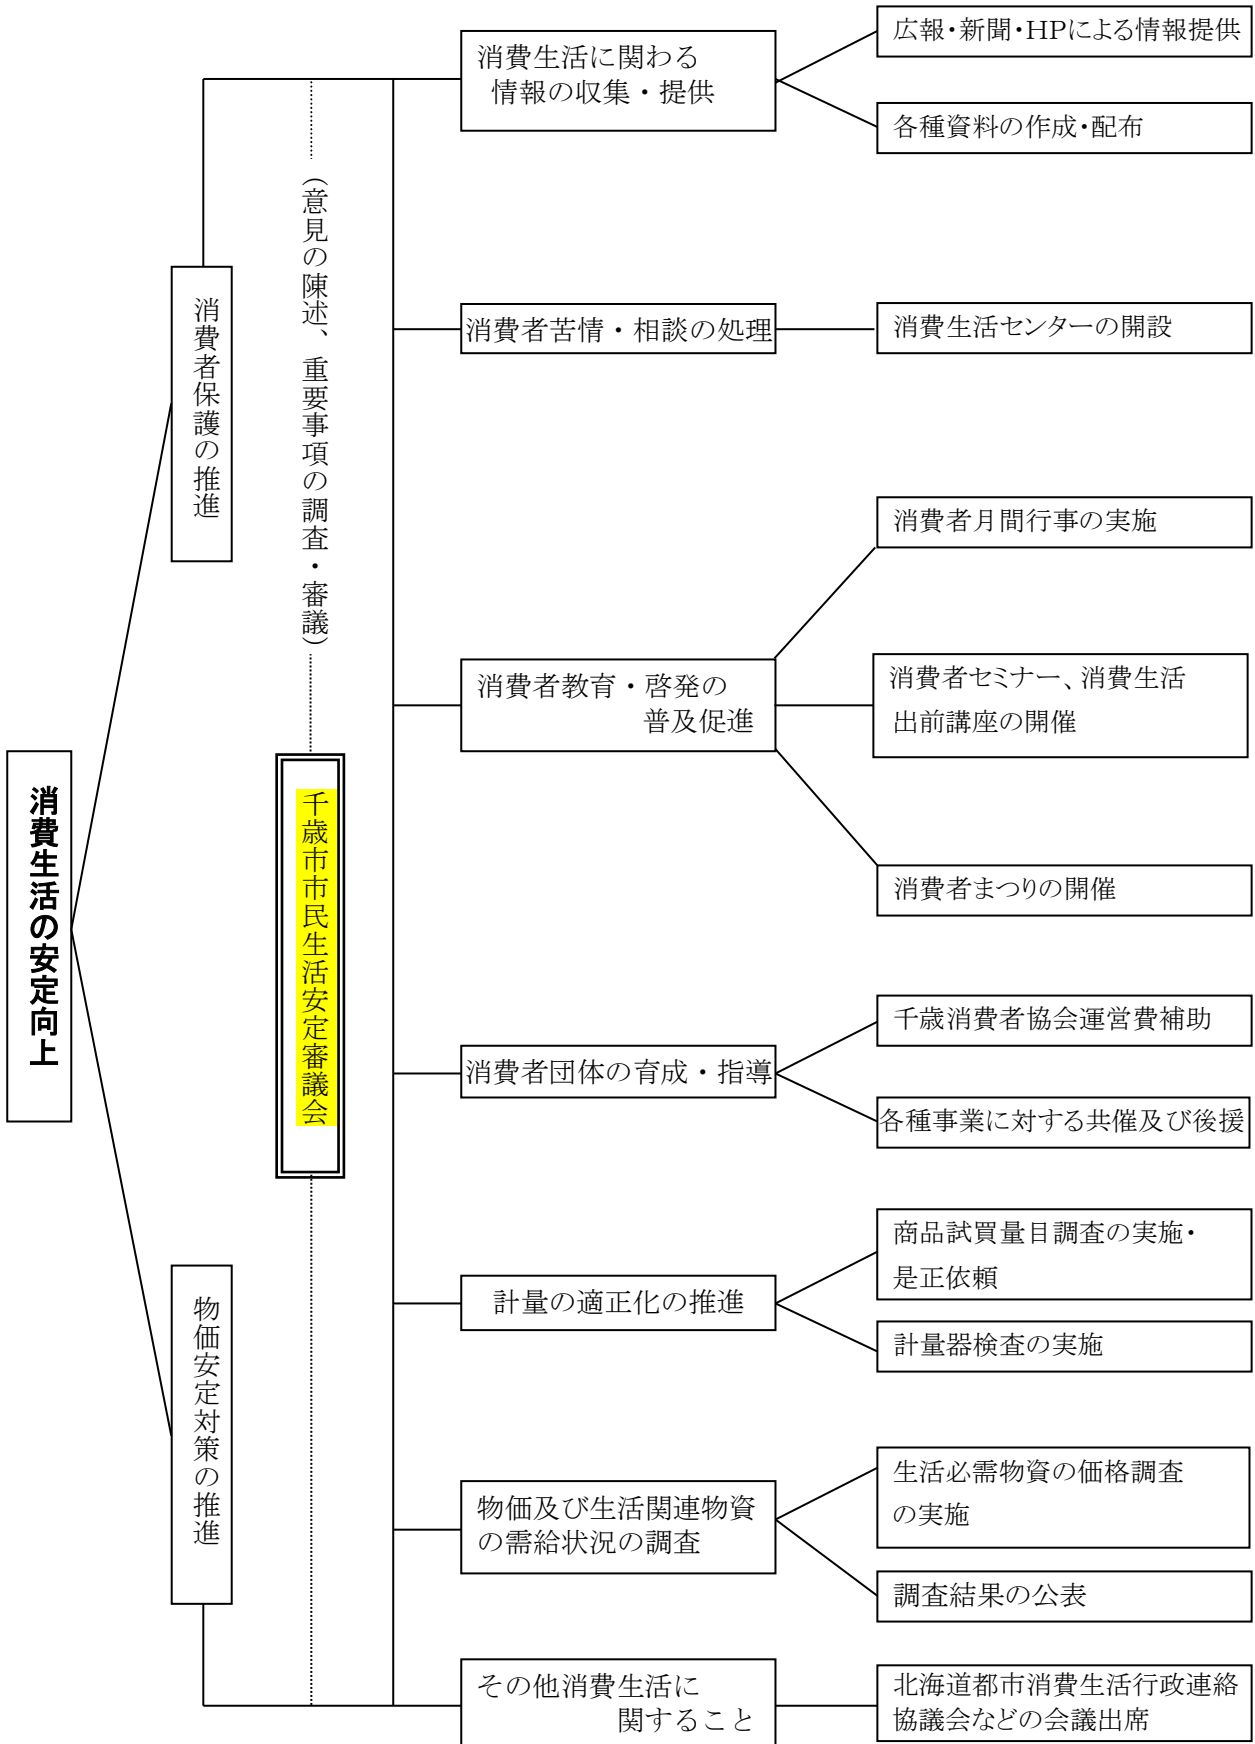 消費生活の安定向上
消費者保護の推進
物価安定対策の推進
（意見の陳述、重要事項の調査・審議）
千歳市市民生活安定審議会
消費生活に関わる
情報の収集・提供
広報・新聞・HPによる情報提供
各種資料の作成・配布
消費者苦情・相談の処理
消費生活センターの開設
消費者教育・啓発の
普及促進
消費者月間行事の実施
消費者セミナー、消費生活
出前講座の開催
消費者まつりの開催
消費者団体の育成・指導
千歳消費者協会運営費補助
各種事業に対する共催及び後援
計量の適正化の推進
商品試買量目調査の実施・
是正依頼
計量器検査の実施
物価及び生活関連物資
の需給状況の調査
生活必需物資の価格調査
の実施
調査結果の公表
その他消費生活に
関すること
北海道都市消費生活行政連絡
協議会などの会議出席